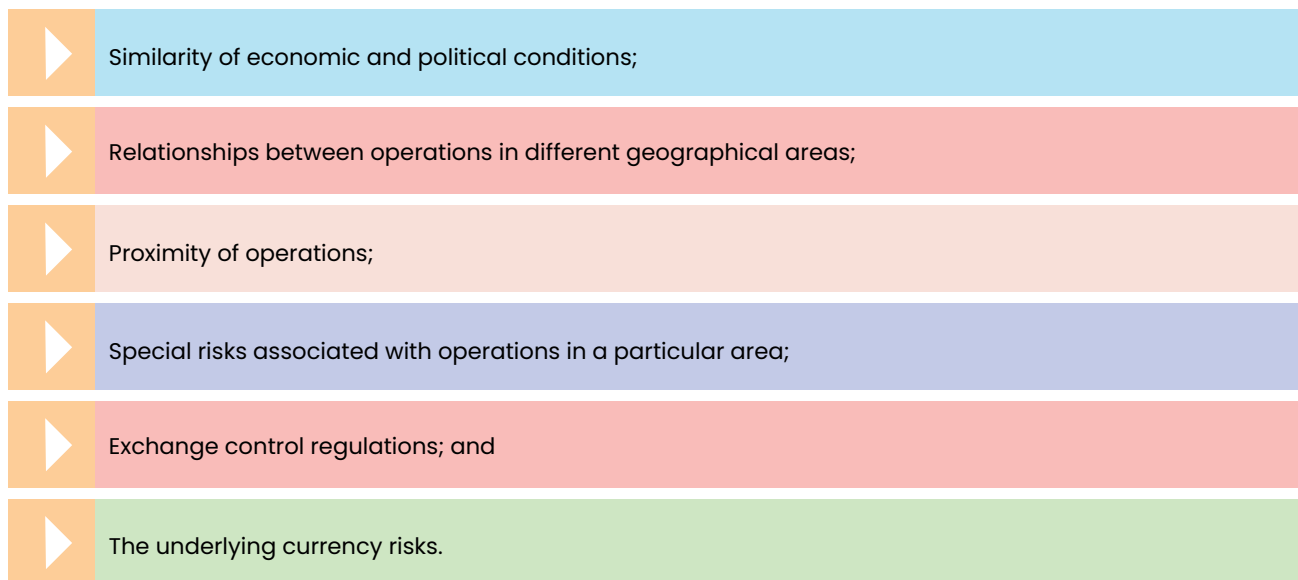 Similarity of economic and political conditions;
Relationships between operations in different geographical areas;
Proximity of operations;
Special risks associated with operations in a particular area;
Exchange control regulations; and
The underlying currency risks.